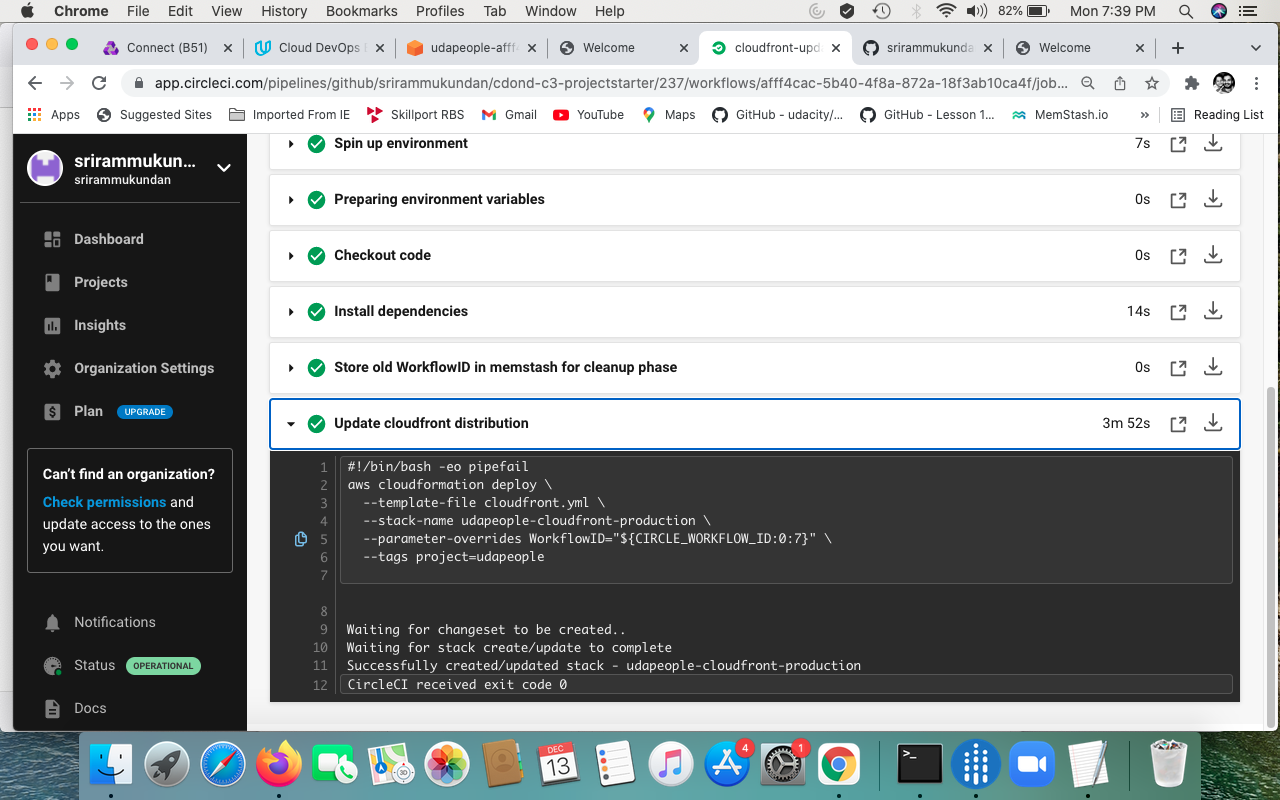 Chrome File Edit View History Bookmarks Profiles Tab Window Help 82% Mon 7:39 PM
Connect (B51) Cloud DevOps udapeople-afff Welcome cloudfront-upd srirammukunda Welcome
app.circleci.com/pipelines/github/srirammukundan/cdond-c3-projectstarter/237/workflows/afff4cac-5b40-4f8a-872a-18f3ab10ca4f/job...
Apps Suggested Sites Imported From IE Skillport RBS Gmail YouTube Maps GitHub - udacity/... GitHub - Lesson 1... MemStash.io » Reading List
srirammukun...
srirammukundan
Dashboard
Projects
Insights
Organization Settings
Plan UPGRADE
Can't find an organization?
Check permissions and
update access to the ones
you want.
Notifications
Status OPERATIONAL
Docs
Spin up environment 7s
Preparing environment variables 0s
Checkout code 0s
Install dependencies 14s
Store old WorkflowID in memstash for cleanup phase 0s
Update cloudfront distribution 3m 52s
1 #!/bin/bash -eo pipefail
2 aws cloudformation deploy \
3 --template-file cloudfront.yml \
4 --stack-name udapeople-cloudfront-production \
5 --parameter-overrides WorkflowID="${CIRCLE_WORKFLOW_ID:0:7}" \
6 --tags project=udapeople
7
8
9 Waiting for changeset to be created..
10 Waiting for stack create/update to complete
11 Successfully created/updated stack - udapeople-cloudfront-production
12 CircleCI received exit code 0
3D
DEC
13
4
1
>_